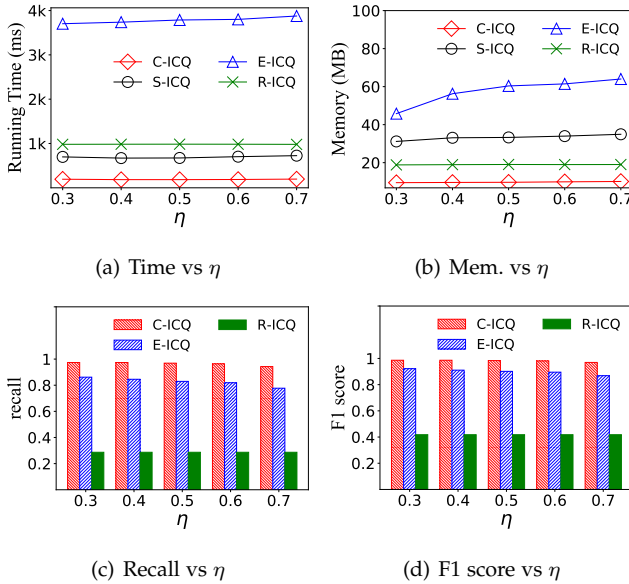 Running Time (ms)
4k
3k
2k
1k
C-ICQ
S-ICQ
E-ICQ
R-ICQ
0.3 0.4 0.5 0.6 0.7
η
(a) Time vs η
Memory (MB)
100
80
60
40
20
C-ICQ
S-ICQ
E-ICQ
R-ICQ
0.3 0.4 0.5 0.6 0.7
η
(b) Mem. vs η
recall
1
0.8
0.6
0.4
0.2
C-ICQ
E-ICQ
R-ICQ
0.3 0.4 0.5 0.6 0.7
η
(c) Recall vs η
F1 score
1
0.8
0.6
0.4
0.2
C-ICQ
E-ICQ
R-ICQ
0.3 0.4 0.5 0.6 0.7
η
(d) F1 score vs η